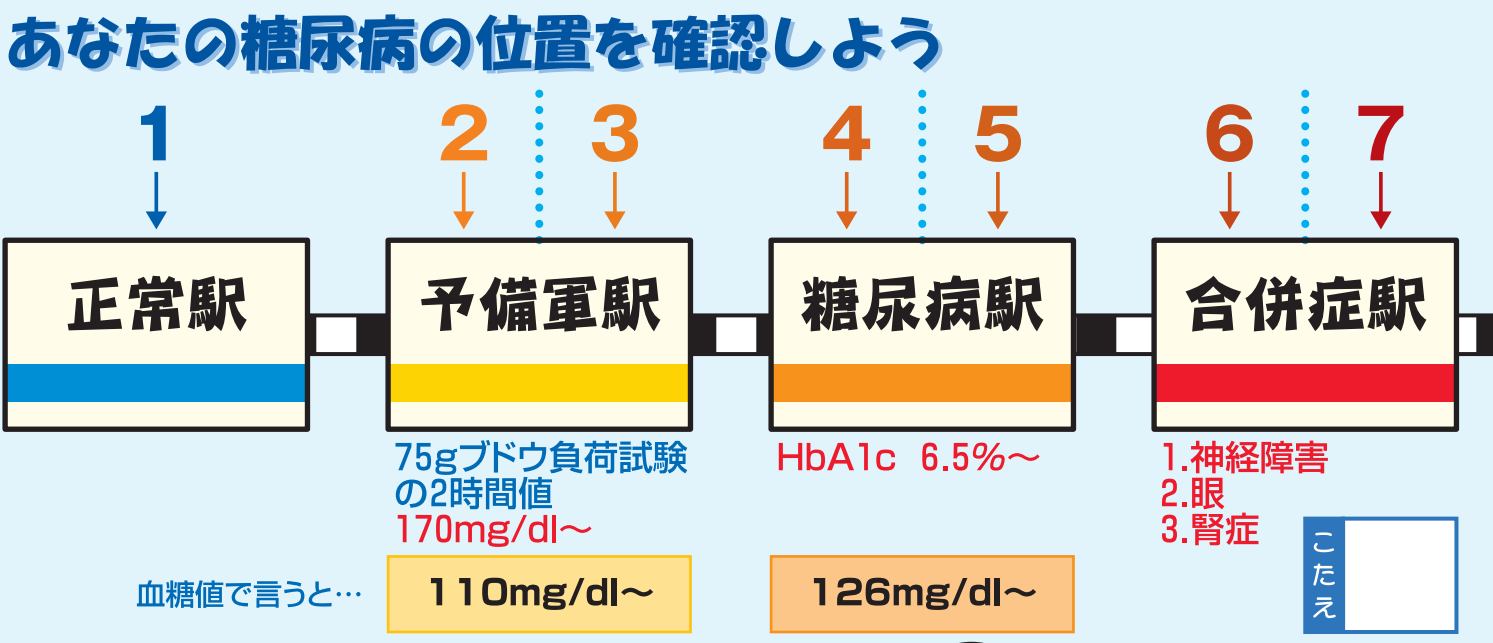 あなたの糖尿病の位置を確認しよう
1
2
3
4
5
6
7
正常駅
予備軍駅
糖尿病駅
合併症駅
75gブドウ負荷試験
の2時間値
170mg/dl～
HbA1c 6.5%～
1.神経障害
2.眼
3.腎症
こたえ
血糖値で言うと…
110mg/dl～
126mg/dl～